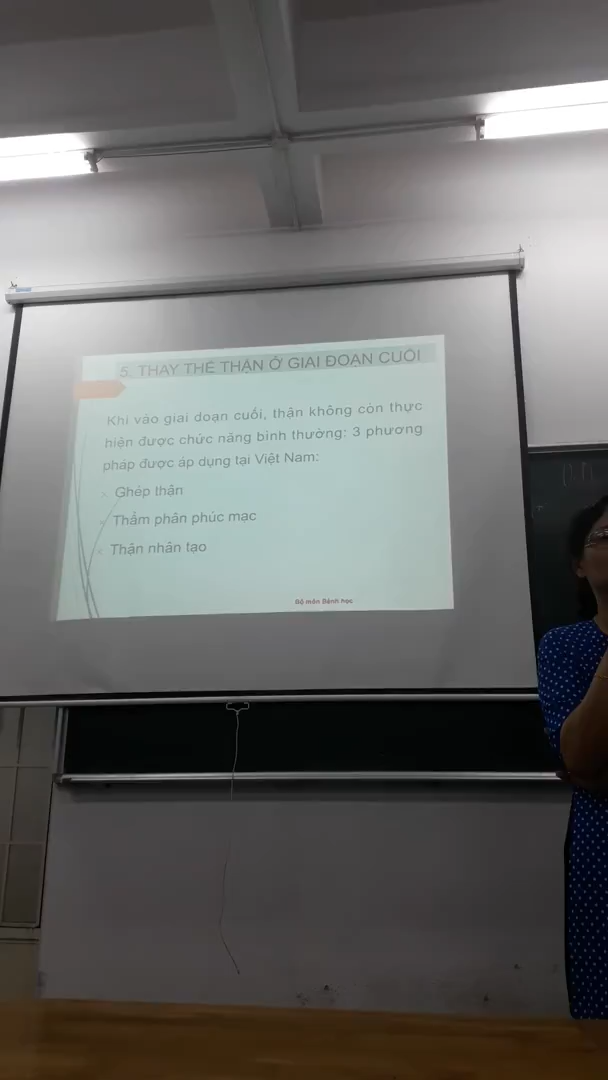 5. THAY THẾ THẬN Ở GIAI ĐOẠN CUỐI
Khi vào giai đoạn cuối, thận không còn thực
hiện được chức năng bình thường: 3 phương
pháp được áp dụng tại Việt Nam:
Ghép thận
Thẩm phân phúc mạc
Thận nhân tạo
Bộ môn Bệnh học